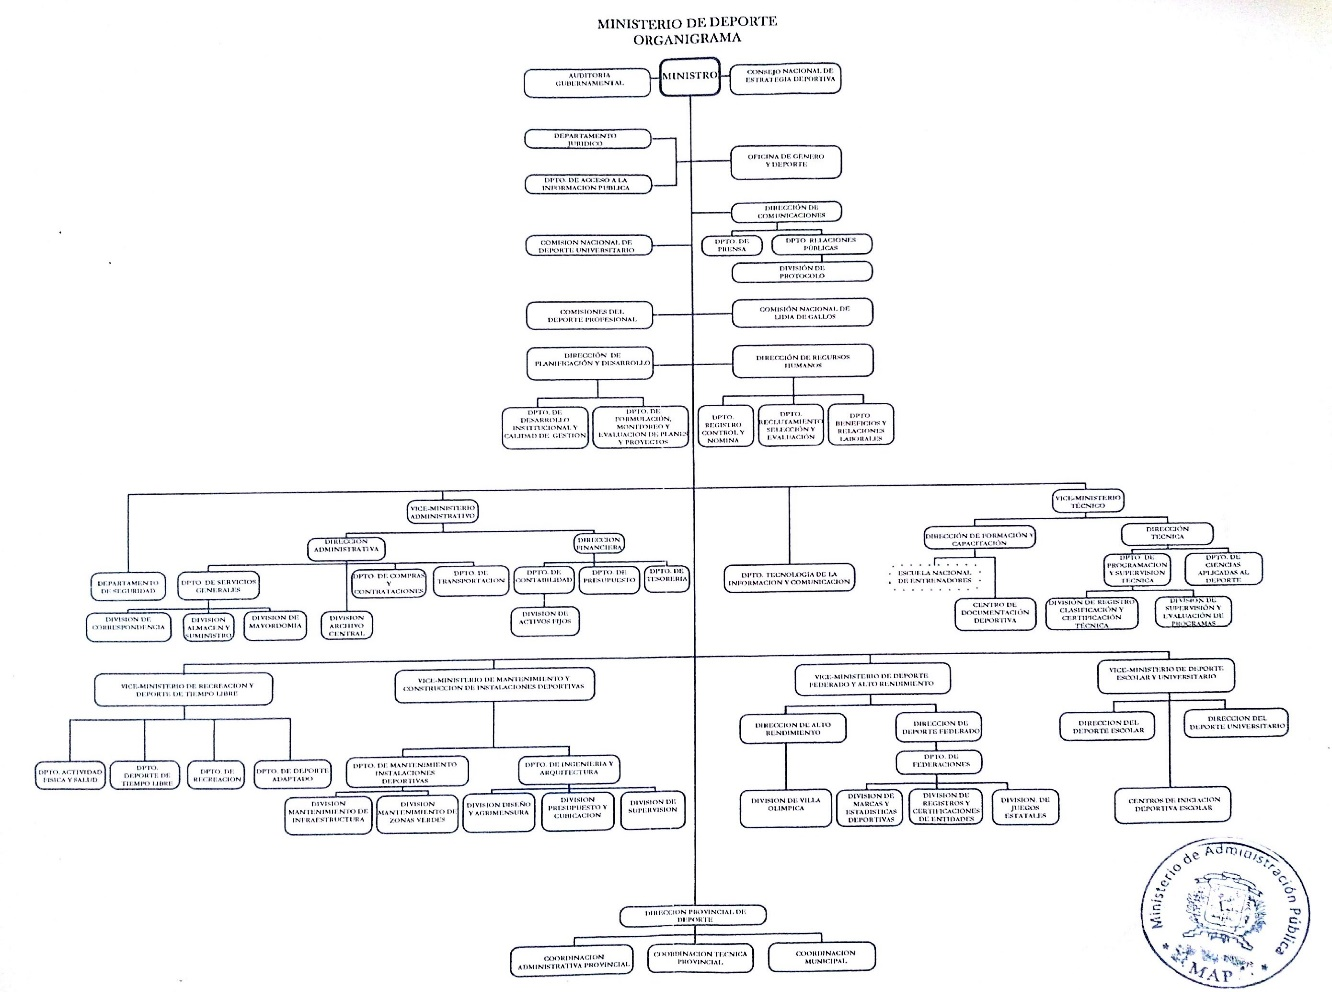 MINISTERIO DE DEPORTE
ORGANIGRAMA
AUDITORIA
GUBERNAMENTAL
MINISTRO
CONSEJO NACIONAL DE
ESTRATEGIA DEPORTIVA
DEPARTAMENTO
JURIDICO
OFICINA DE GENERO
Y DEPORTE
DPTO. DE ACCESO A LA
INFORMACION PUBLICA
DIRECCIÓN DE
COMUNICACIONES
COMISION NACIONAL DE
DEPORTE UNIVERSITARIO
DPTO. DE
PRENSA
DPTO. RELACIONES
PUBLICAS
DIVISIÓN DE
PROTOCOLO
COMISIONES DEL
DEPORTE PROFESIONAL
COMISIÓN NACIONAL DE
LIDIA DE GALLOS
DIRECCIÓN DE
PLANIFICACIÓN Y DESARROLLO
DIRECCIÓN DE RECURSOS
HUMANOS
DPTO. DE
DESARROLLO
INSTITUCIONAL Y
CALIDAD DE GESTIÓN
DPTO. DE
FORMULACIÓN,
MONITOREO Y
EVALUACION DE PLANES
Y PROYECTOS
DPTO.
REGISTRO
CONTROL Y
NOMINA
DPTO.
RECLUTAMIENTO
SELECCIÓN Y
EVALUACIÓN
DPTO
BENEFICIOS Y
RELACIONES
LABORALES
VICE-MINISTERIO
ADMINISTRATIVO
VICE-MINISTERIO
TÉCNICO
DIRECCIÓN
ADMINISTRATIVA
DIRECCION
FINANCIERA
DIRECCIÓN DE FORMACIÓN Y
CAPACITACIÓN
DIRECCIÓN
TECNICA
DEPARTAMENTO
DE SEGURIDAD
DPTO. DE SERVICIOS
GENERALES
DPTO. DE COMPRAS
Y
CONTRATACIONES
DPTO. DE
TRANSPORTACION
DPTO. DE
CONTABILIDAD
DPTO. DE
PRESUPUESTO
DPTO. DE
TESORERIA
DPTO. TECNOLOGIA DE LA
INFORMACION Y COMUNICACION
ESCUELA NACIONAL
DE ENTRENADORES
DPTO. DE
PROGRAMACION
Y SUPERVISION
TECNICA
DPTO. DE
CIENCIAS
APLICADAS AL
DEPORTE
DIVISION DE
CORRESPONDENCIA
DIVISIÓN
ALMACEN Y
SUMINISTRO
DIVISION DE
MAYORDOMIA
DIVISION
ARCHIVO
CENTRAL
DIVISIÓN DE
ACTIVOS FIJOS
CENTRO DE
DOCUMENTACIÓN
DEPORTIVA
DIVISIÓN DE REGISTRO,
CLASIFICACIÓN Y
CERTIFICACIÓN
TÉCNICA
DIVISIÓN DE
SUPERVISIÓN Y
EVALUACIÓN DE
PROGRAMAS
VICE-MINISTERIO DE RECREACION Y
DEPORTE DE TIEMPO LIBRE
VICE-MINISTERIO DE MANTENIMIENTO Y
CONSTRUCCION DE INSTALACIONES DEPORTIVAS
VICE-MINISTERIO DE DEPORTE
FEDERADO Y ALTO RENDIMIENTO
VICE-MINISTERIO DE DEPORTE
ESCOLAR Y UNIVERSITARIO
DIRECCION DE ALTO
RENDIMIENTO
DIRECCION DE
DEPORTE FEDERADO
DIRECCION DEL
DEPORTE ESCOLAR
DIRECCION DEL
DEPORTE UNIVERSITARIO
DPTO. ACTIVIDAD
FISICA Y SALUD
DPTO.
DEPORTE DE
TIEMPO LIBRE
DPTO. DE
RECREACION
DPTO. DE DEPORTE
ADAPTADO
DPTO. DE MANTENIMIENTO
INSTALACIONES
DEPORTIVAS
DPTO. DE INGENIERIA Y
ARQUITECTURA
DPTO. DE
FEDERACIONES
DIVISION
MANTENIMIENTO DE
INFRAESTRUCTURA
DIVISION
MANTENIMIENTO DE
ZONAS VERDES
DIVISION DISEÑO
Y AGRIMENSURA
DIVISION
PRESUPUESTO Y
CUBICACION
DIVISION DE
SUPERVISION
DIVISION DE VILLA
OLIMPICA
DIVISION DE
MARCAS Y
ESTADISTICAS
DEPORTIVAS
DIVISION DE
REGISTROS Y
CERTIFICACIONES
DE ENTIDADES
DIVISION. DE
JUEGOS
ESTATALES
CENTROS DE INICIACION
DEPORTIVA ESCOLAR
DIRECCION PROVINCIAL DE
DEPORTE
COORDINACION
ADMINISTRATIVA PROVINCIAL
COORDINACION TECNICA
PROVINCIAL
COORDINACION
MUNICIPAL
Ministerio de Administración Pública
MAP